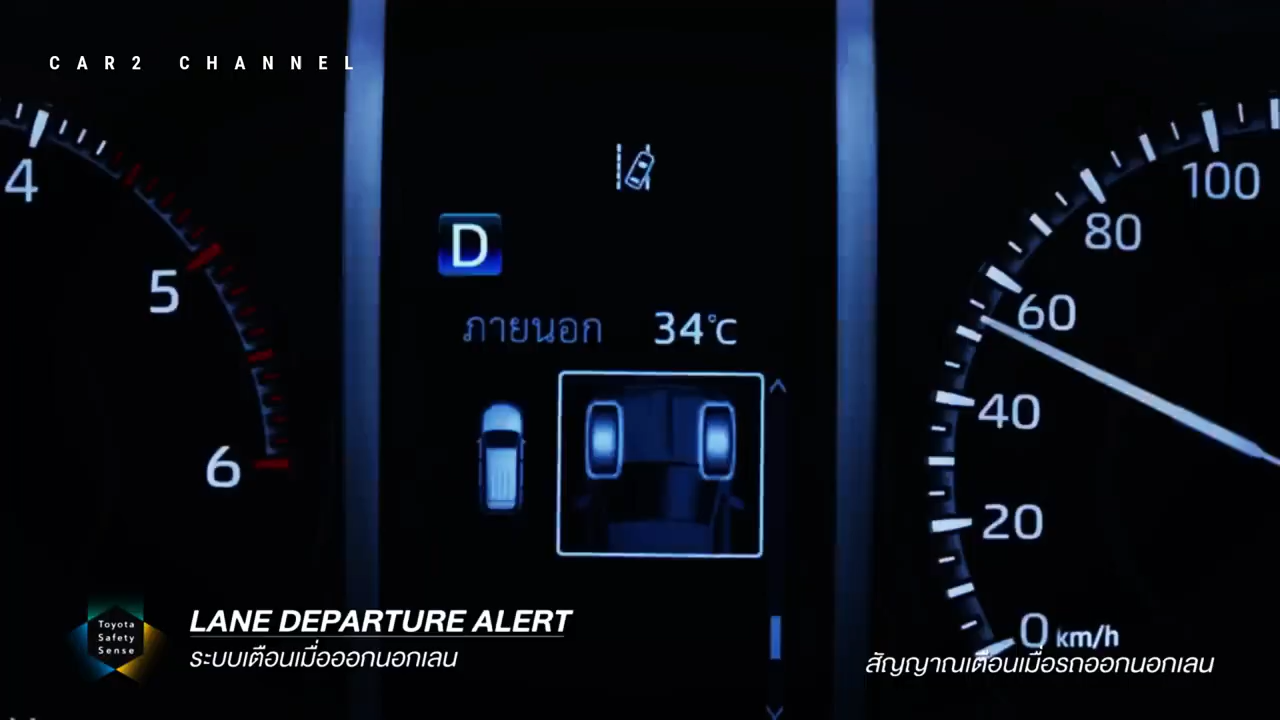 CAR2 CHANNEL
4
5
6
D
ภายนอก 34°C
100
80
60
40
20
0 km/h
Toyota
Safety
Sense
LANE DEPARTURE ALERT
ระบบเตือนเมื่อออกนอกเลน
สัญญาณเตือนเมื่อรถออกนอกเลน